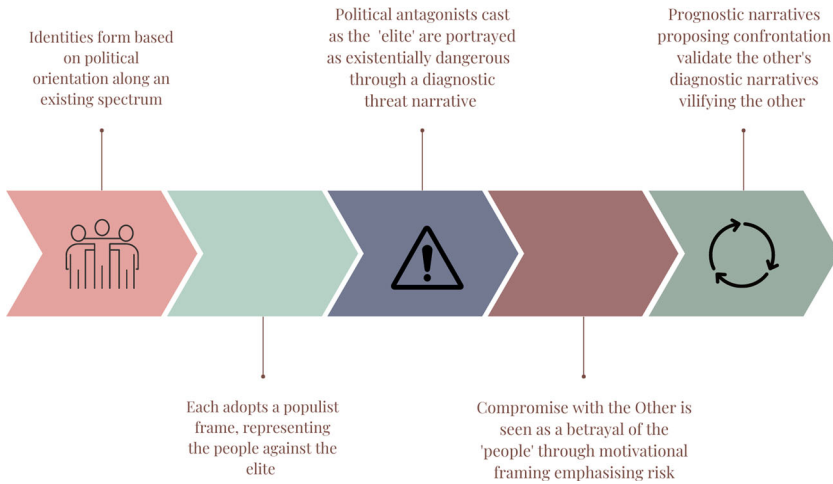 Identities form based
on political
orientation along an
existing spectrum
Each adopts a populist
frame, representing
the people against the
elite
Political antagonists cast
as the 'elite' are portrayed
as existentially dangerous
through a diagnostic
threat narrative
Compromise with the Other is
seen as a betrayal of the
'people' through motivational
framing emphasising risk
Prognostic narratives
proposing confrontation
validate the other's
diagnostic narratives
vilifying the other